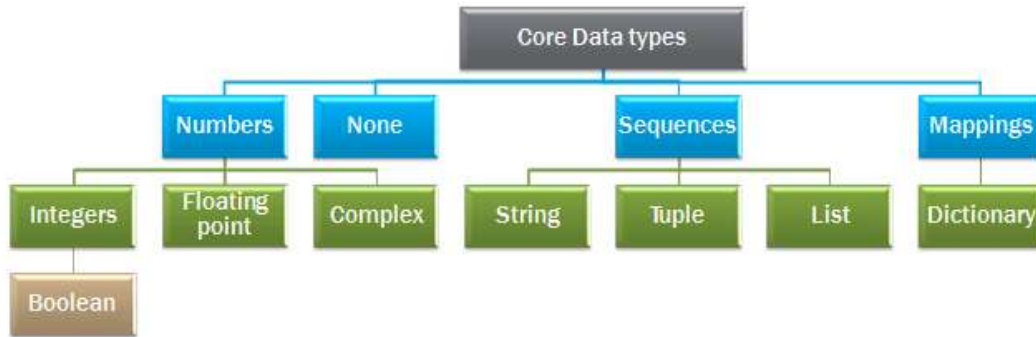 Core Data types
Numbers
None
Sequences
Mappings
Integers
Floating
point
Complex
String
Tuple
List
Dictionary
Boolean